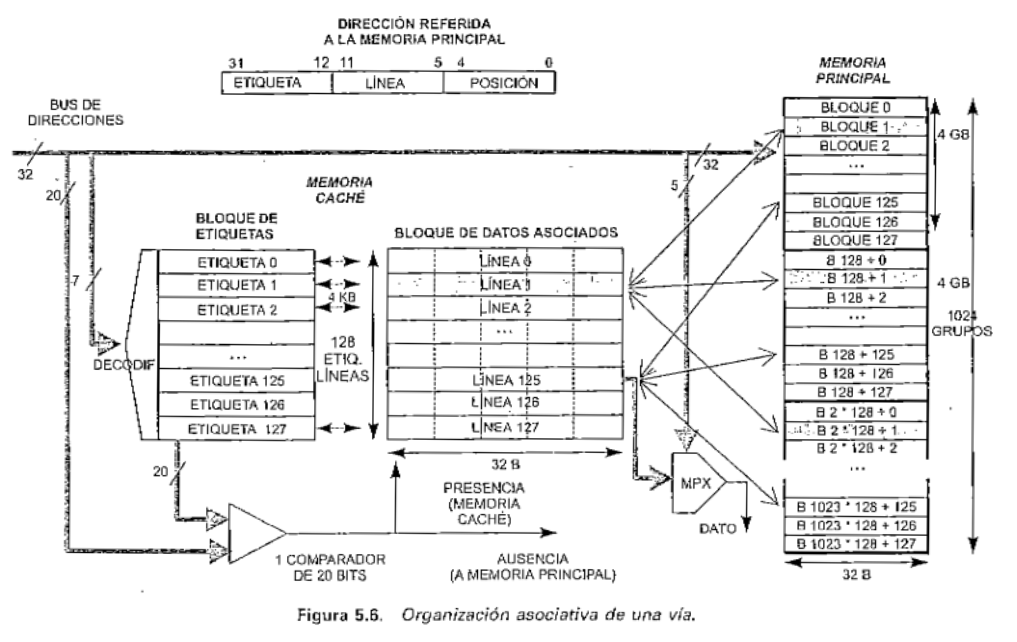 DIRECCIÓN REFERIDA
A LA MEMORIA PRINCIPAL
31 12 11 5 4 0
ETIQUETA LÍNEA POSICIÓN
BUS DE
DIRECCIONES
32
20
7
MEMORIA
CACHÉ
BLOQUE DE
ETIQUETAS
ETIQUETA 0
ETIQUETA 1
ETIQUETA 2
...
ETIQUETA 125
ETIQUETA 126
ETIQUETA 127
DECODIF
4 KB
128
ETIQ.
LÍNEAS
BLOQUE DE DATOS ASOCIADOS
LÍNEA 0
LÍNEA 1
LÍNEA 2
...
LÍNEA 125
LÍNEA 126
LÍNEA 127
32 B
5
32
MPX
DATO
20
1 COMPARADOR
DE 20 BITS
PRESENCIA
(MEMORIA
CACHÉ)
AUSENCIA
(A MEMORIA PRINCIPAL)
MEMORIA
PRINCIPAL
BLOQUE 0
BLOQUE 1
BLOQUE 2
...
BLOQUE 125
BLOQUE 126
BLOQUE 127
B 128 + 0
B 128 + 1
B 128 + 2
...
B 128 + 125
B 128 + 126
B 128 + 127
B 2 * 128 + 0
B 2 * 128 + 1
B 2 * 128 + 2
...
B 1023 * 128 + 125
B 1023 * 128 + 126
B 1023 * 128 + 127
32 B
4 GB
4 GB
1024
GRUPOS
Figura 5.6. Organización asociativa de una vía.